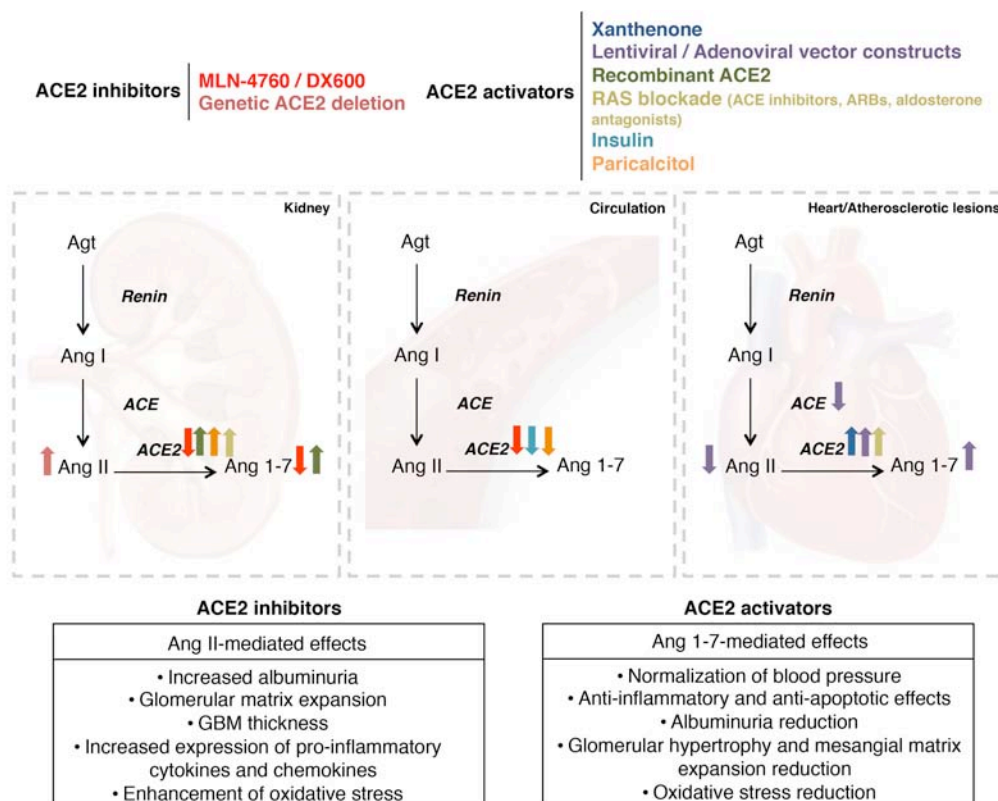 ACE2 inhibitors
MLN-4760 / DX600
Genetic ACE2 deletion
ACE2 activators
Xanthenone
Lentiviral / Adenoviral vector constructs
Recombinant ACE2
RAS blockade (ACE inhibitors, ARBs, aldosterone
antagonists)
Insulin
Paricalcitol
Kidney
Agt
Renin
Ang I
ACE
ACE2
Ang II
Ang 1-7
Circulation
Agt
Renin
Ang I
ACE
ACE2
Ang II
Ang 1-7
Heart/Atherosclerotic lesions
Agt
Renin
Ang I
ACE
ACE2
Ang II
Ang 1-7
ACE2 inhibitors
Ang II-mediated effects
• Increased albuminuria
• Glomerular matrix expansion
• GBM thickness
• Increased expression of pro-inflammatory
cytokines and chemokines
• Enhancement of oxidative stress
ACE2 activators
Ang 1-7-mediated effects
• Normalization of blood pressure
• Anti-inflammatory and anti-apoptotic effects
• Albuminuria reduction
• Glomerular hypertrophy and mesangial matrix
expansion reduction
• Oxidative stress reduction